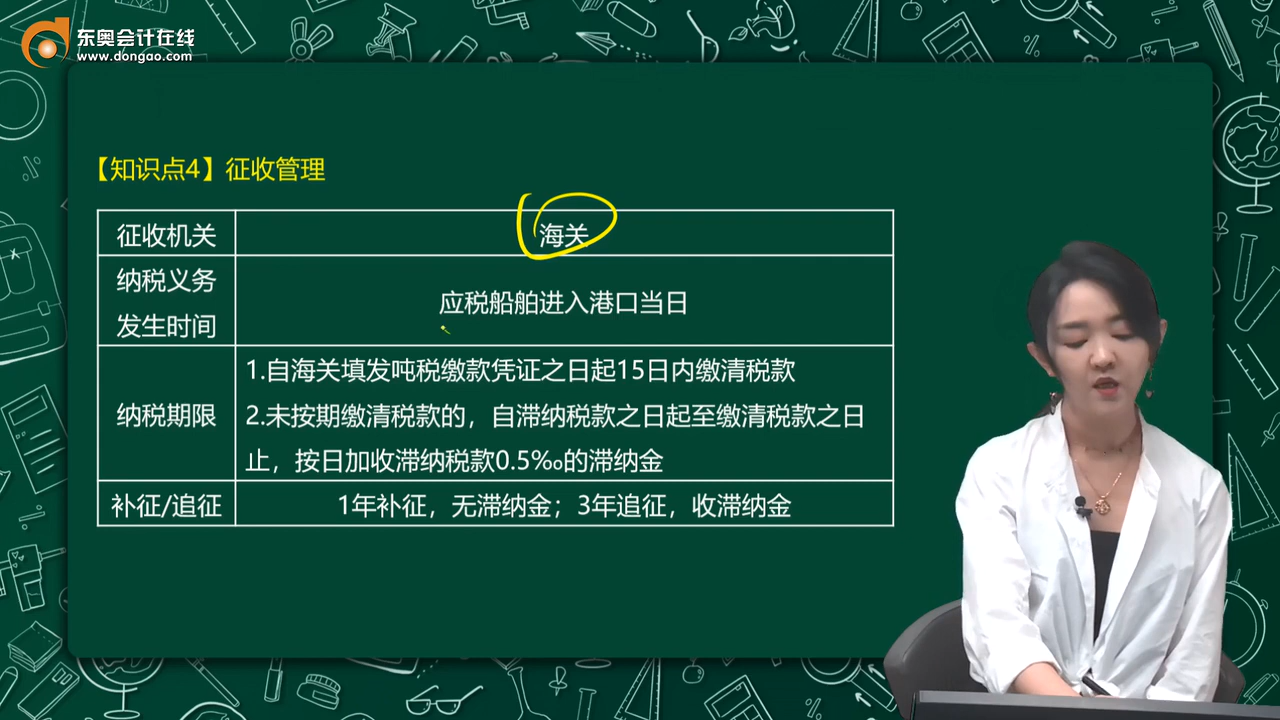 东奥会计在线
www.dongao.com
【知识点4】征收管理
征收机关
海关
纳税义务
发生时间
应税船舶进入港口当日
纳税期限
1.自海关填发吨税缴款凭证之日起15日内缴清税款
2.未按期缴清税款的，自滞纳税款之日起至缴清税款之日
止，按日加收滞纳税款0.5‰的滞纳金
补征/追征
1年补征，无滞纳金；3年追征，收滞纳金